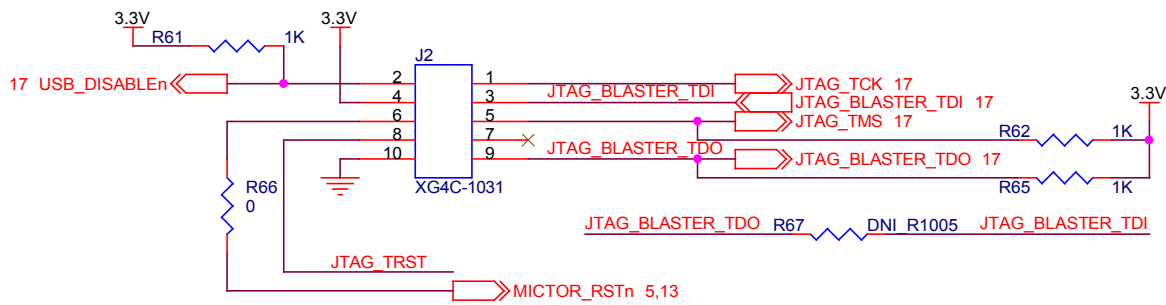 3.3V
3.3V
R61
1K
J2
17 USB_DISABLEn
2
1
JTAG_TCK 17
4
3
JTAG_BLASTER_TDI
JTAG_BLASTER_TDI 17
3.3V
6
5
JTAG_TMS 17
8
7
R62
1K
10
9
JTAG_BLASTER_TDO
JTAG_BLASTER_TDO 17
R66
0
XG4C-1031
R65
1K
JTAG_BLASTER_TDO
R67
DNI_R1005
JTAG_BLASTER_TDI
JTAG_TRST
MICTOR_RSTn 5,13